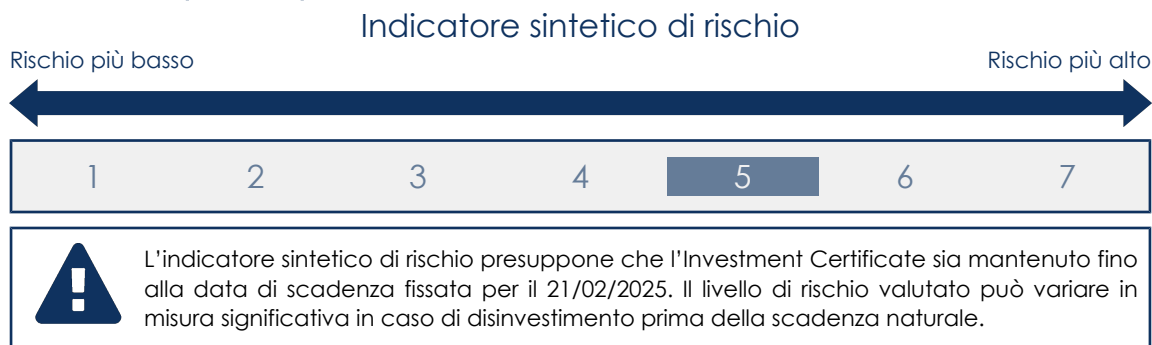 Indicatore sintetico di rischio
Rischio più basso
Rischio più alto
1 2 3 4 5 6 7
L'indicatore sintetico di rischio presuppone che l'Investment Certificate sia mantenuto fino
alla data di scadenza fissata per il 21/02/2025. Il livello di rischio valutato può variare in
misura significativa in caso di disinvestimento prima della scadenza naturale.